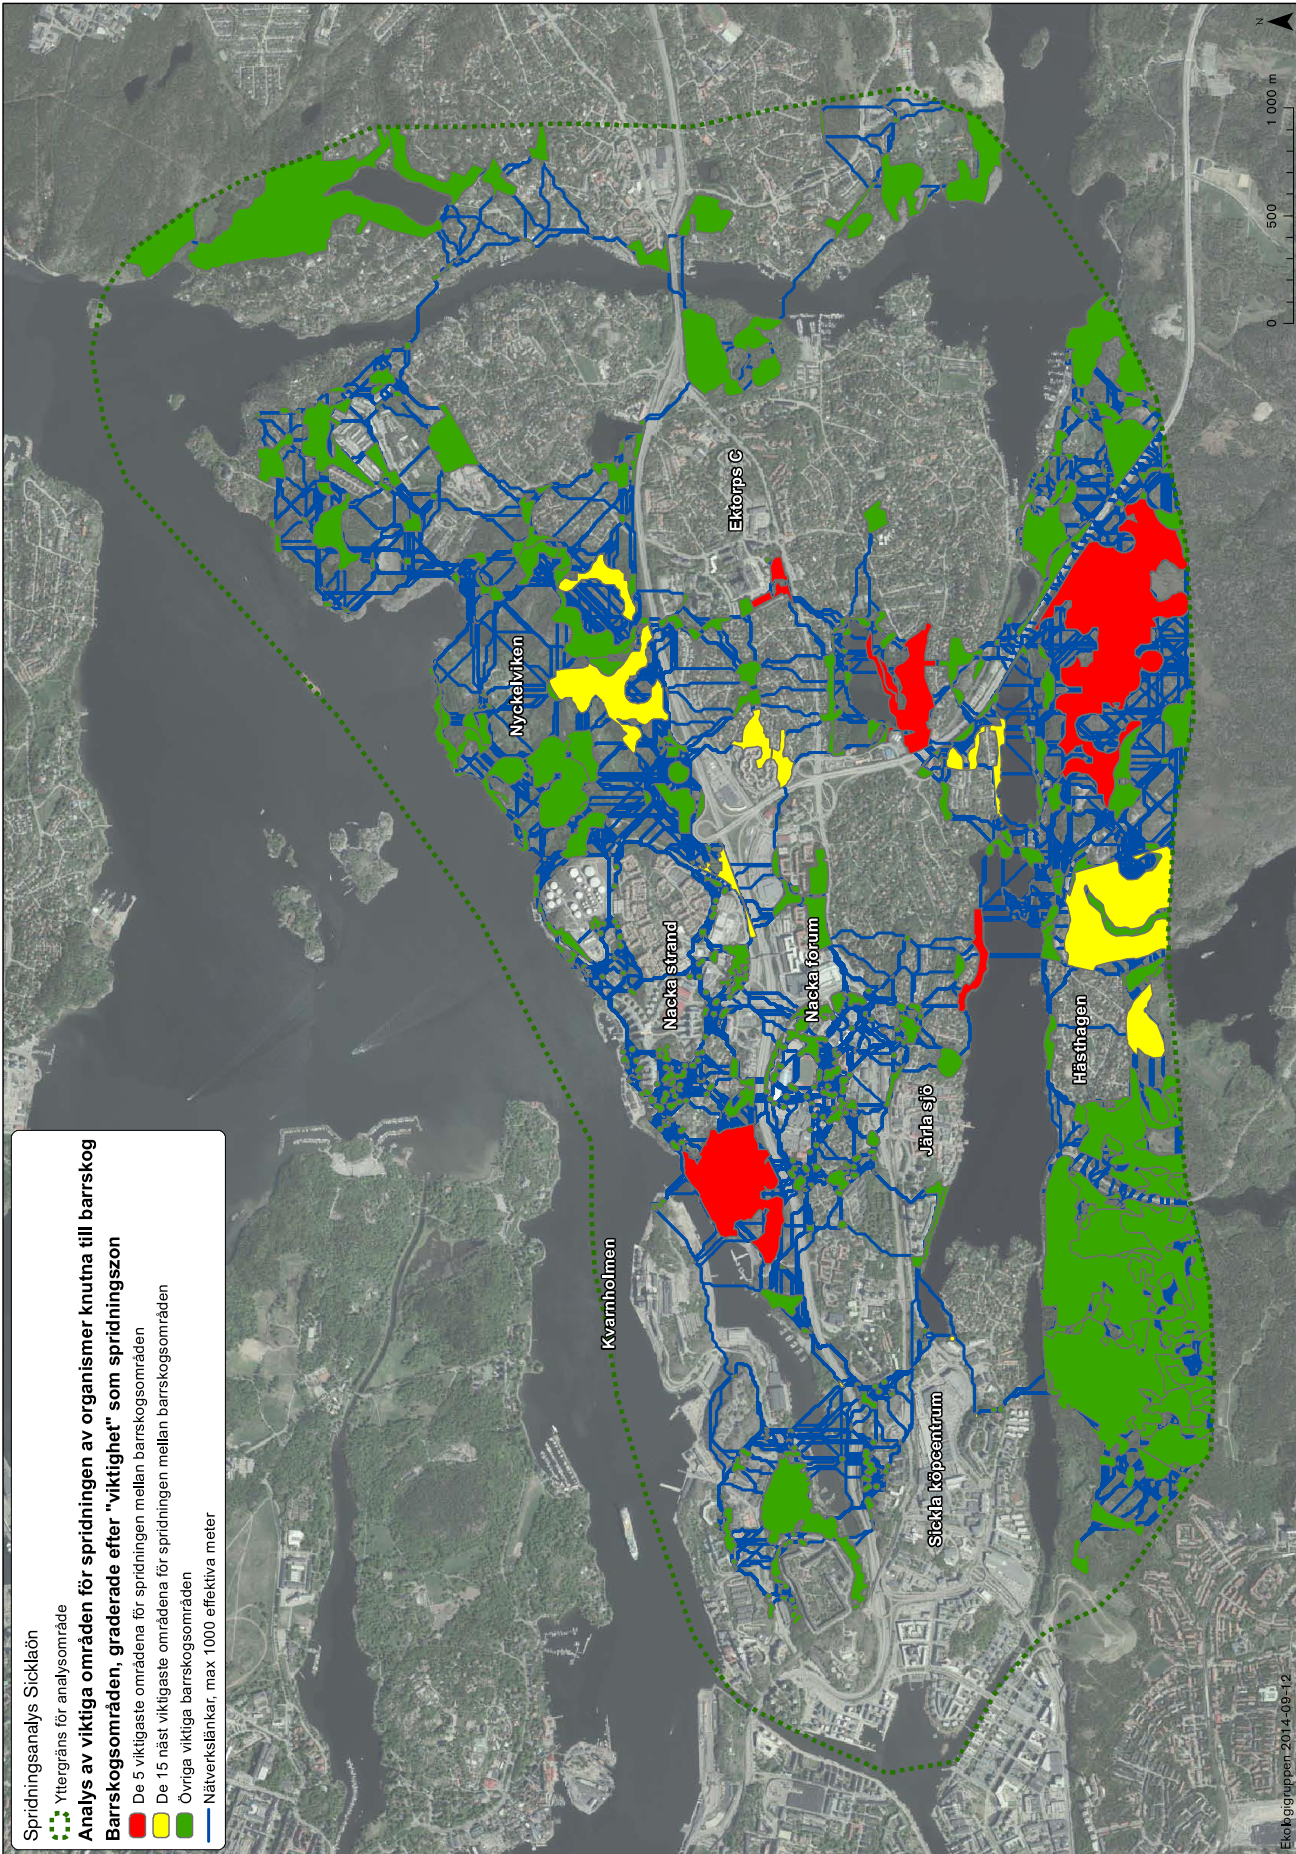 Spridningsanalys Sicklaön
Yttergräns för analysområde
Analys av viktiga områden för spridningen av organismer knutna till barrskog
Barrskogsområden, graderade efter "viktighet" som spridningszon
De 5 viktigaste områdena för spridningen mellan barrskogsområden
De 15 näst viktigaste områderna för spridningen mellan barrskogsområden
Övriga viktiga barrskogsområden
Nätverkslänkar, max 1000 effektiva meter
Kvarnholmen
Nacka strand
Nyckelviken
Ektorps C
Nacka forum
Järla sjö
Sickla köpcentrum
Hästhagen
N
0 500 1 000 m
Ekologigruppen 2014-09-12